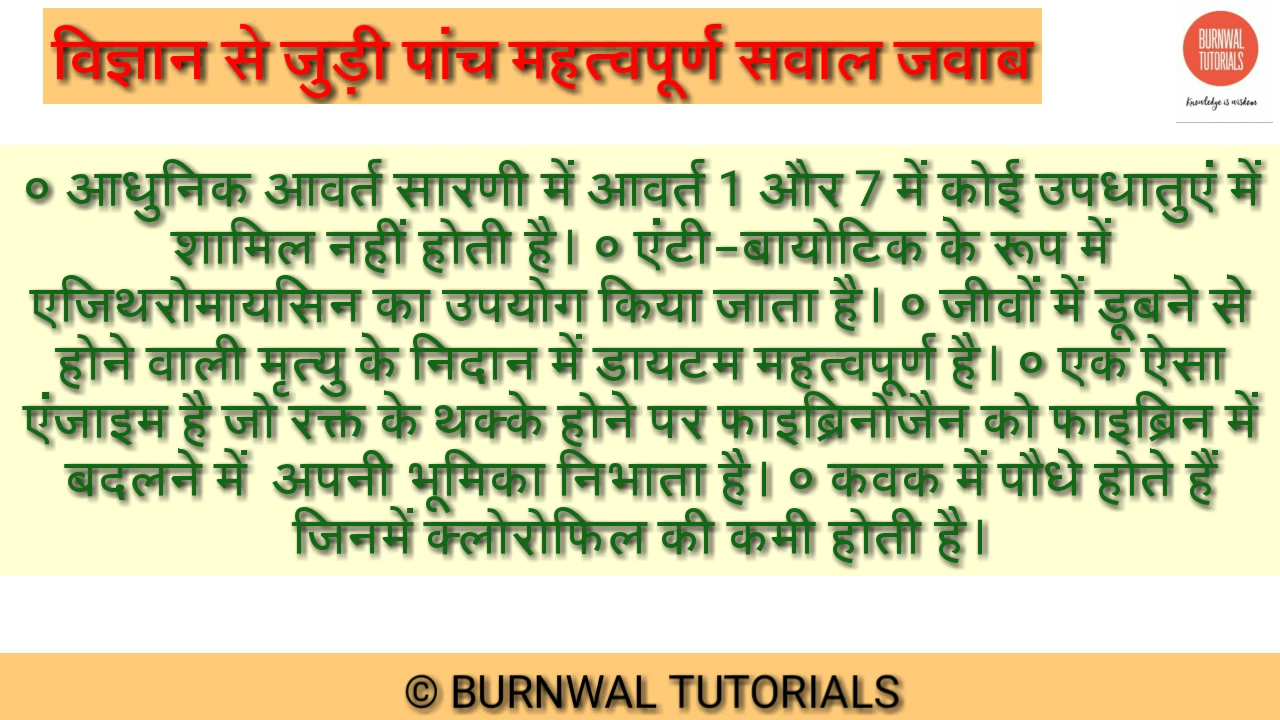 विज्ञान से जुड़ी पांच महत्वपूर्ण सवाल जवाब
BURNWAL
TUTORIALS
Knowledge is wisdom
० आधुनिक आवर्त सारणी में आवर्त 1 और 7 में कोई उपधातुएं में
शामिल नहीं होती है। ० एंटी-बायोटिक के रूप में
एजिथरोमायसिन का उपयोग किया जाता है। ० जीवों में डूबने से
होने वाली मृत्यु के निदान में डायटम महत्वपूर्ण है। ० एक ऐसा
एंजाइम है जो रक्त के थक्के होने पर फाइब्रिनोजैन को फाइब्रिन में
बदलने में  अपनी भूमिका निभाता है। ० कवक में पौधे होते हैं
जिनमें क्लोरोफिल की कमी होती है।
© BURNWAL TUTORIALS